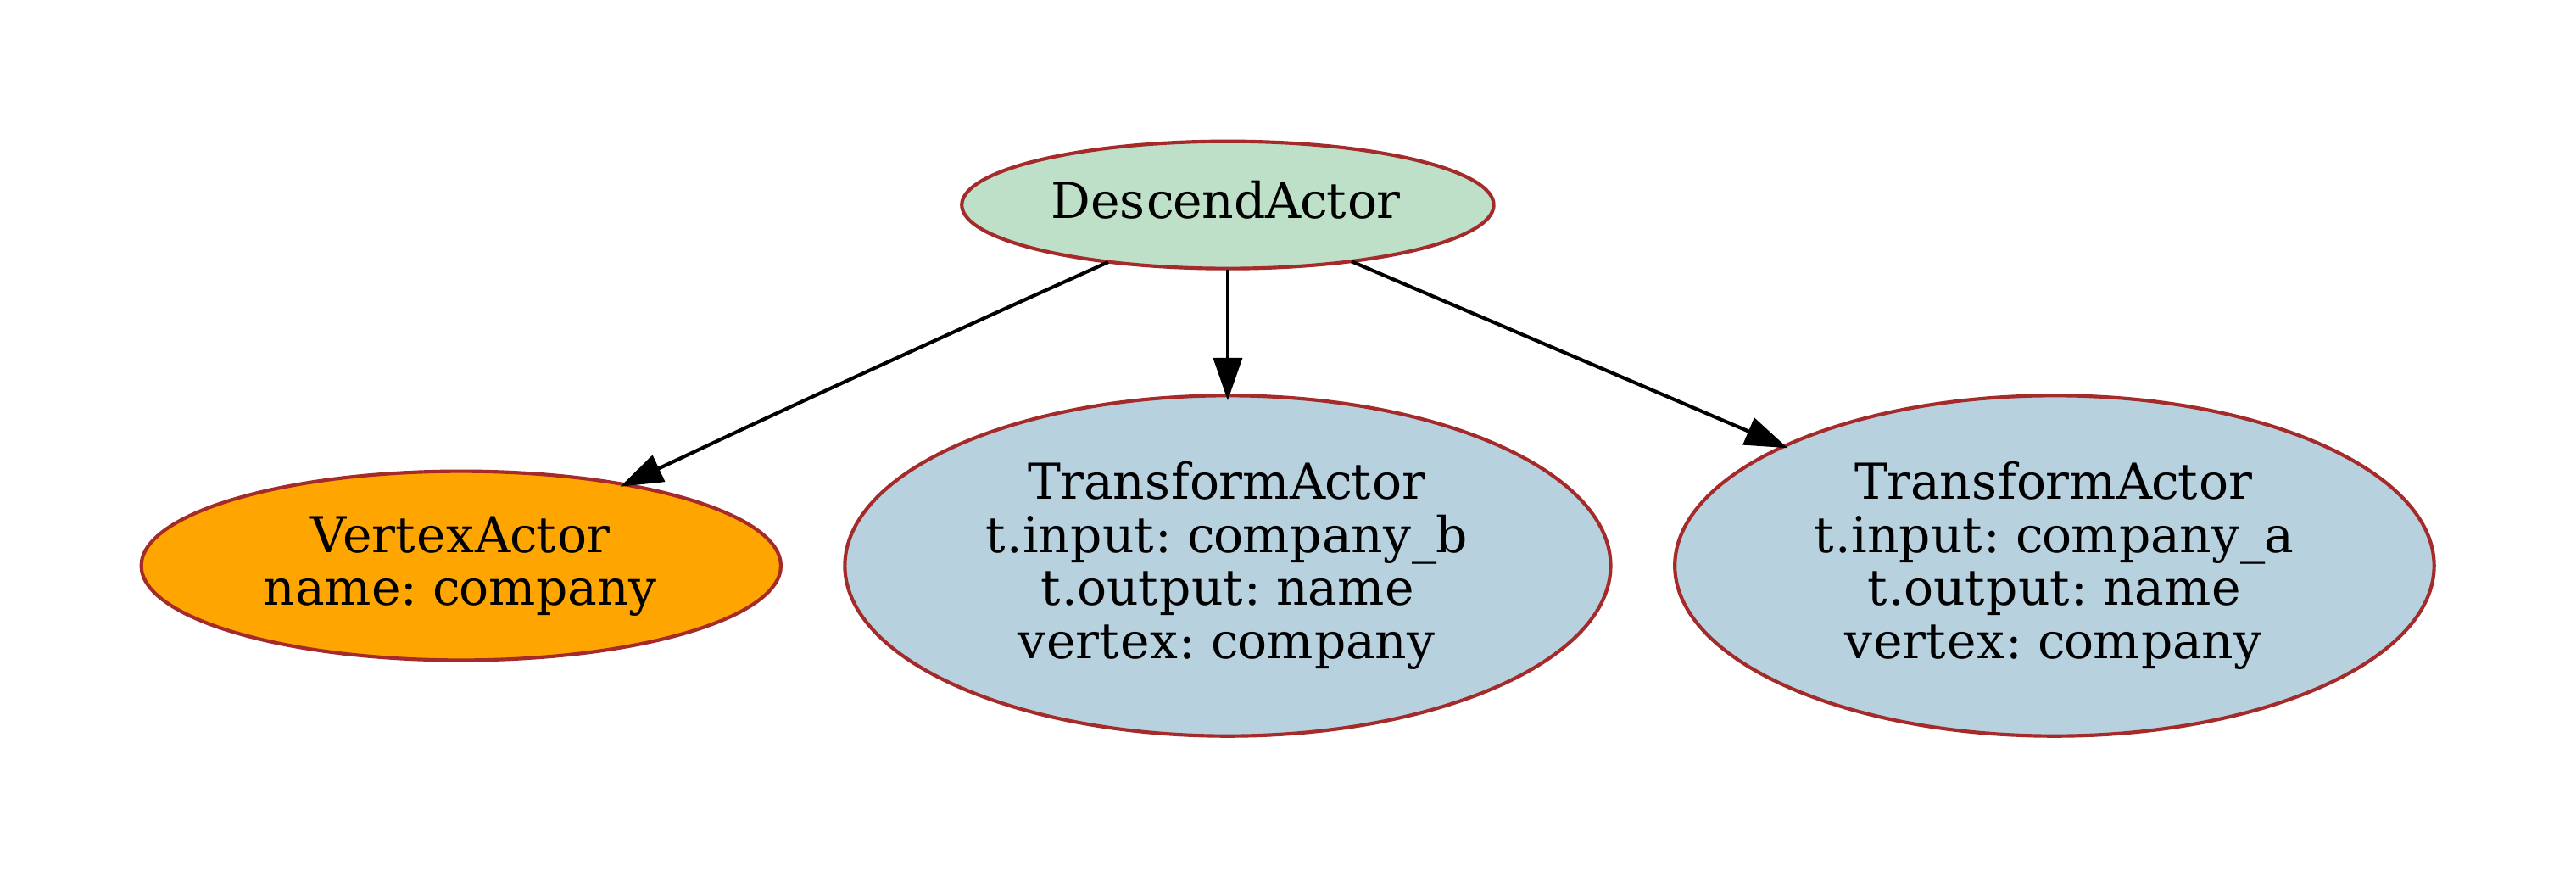 DescendActor
VertexActor
name: company
TransformActor
t.input: company_b
t.output: name
vertex: company
TransformActor
t.input: company_a
t.output: name
vertex: company